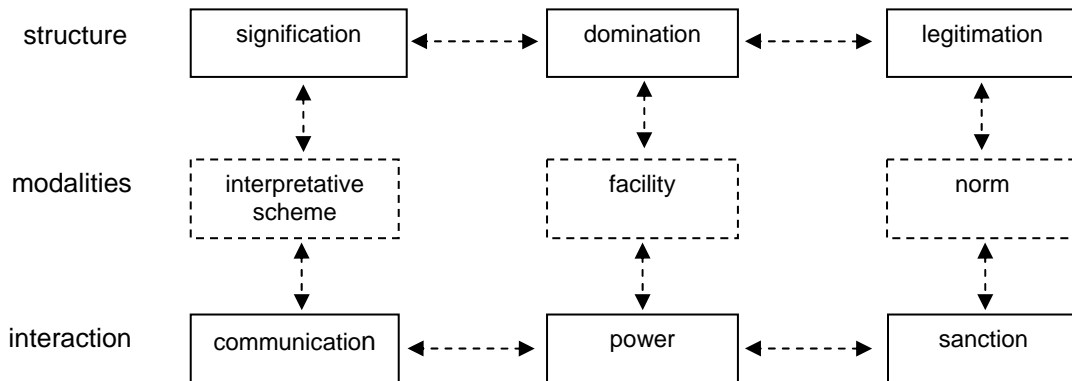 structure signification domination legitimation
modalities interpretative scheme facility norm
interaction communication power sanction